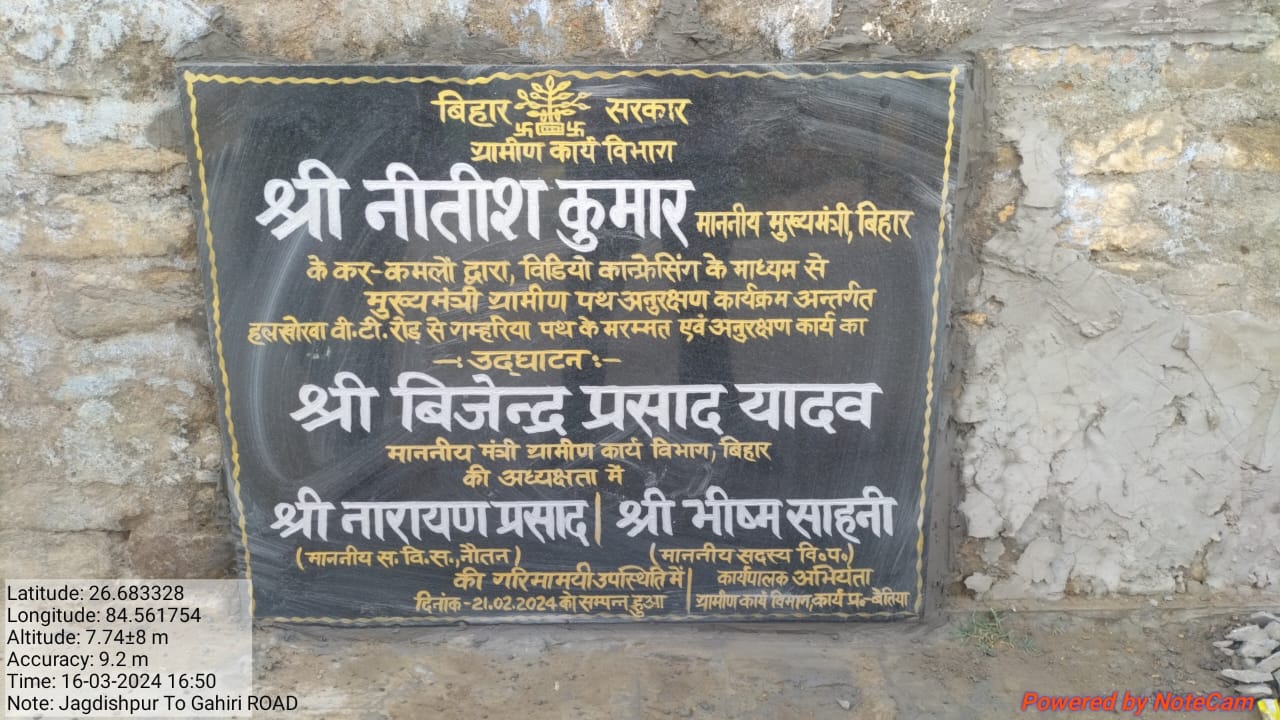 बिहार सरकार
ग्रामीण कार्य विभाग
श्री नीतीश कुमार माननीय मुख्यमंत्री, बिहार
के कर-कमलों द्वारा, विडियो कान्फ्रेसिंग के माध्यम से
मुख्यमंत्री ग्रामीण पथ अनुरक्षण कार्यक्रम अन्तर्गत
हलखोरवा वी.टी. रोड़ से गम्हरिया पथ के मरम्मत एवं अनुरक्षण कार्य का
-: उद्घाटन :-
श्री बिजेन्द्र प्रसाद यादव
माननीय मंत्री ग्रामीण कार्य विभाग, बिहार
की अध्यक्षता में
श्री नारायण प्रसाद | श्री भीष्म साहनी
(माननीय स. वि. स., नौतन) (माननीय सदस्य वि०प०)
की गरिमामयी उपस्थिति में | कार्यपालक अभियंता
दिनांक - 21.02.2024 को सम्पन्न हुआ | ग्रामीण कार्य विभाग, कार्य प्र०- बेतिया
Latitude: 26.683328
Longitude: 84.561754
Altitude: 7.74±8 m
Accuracy: 9.2 m
Time: 16-03-2024 16:50
Note: Jagdishpur To Gahiri ROAD
Powered by NoteCam